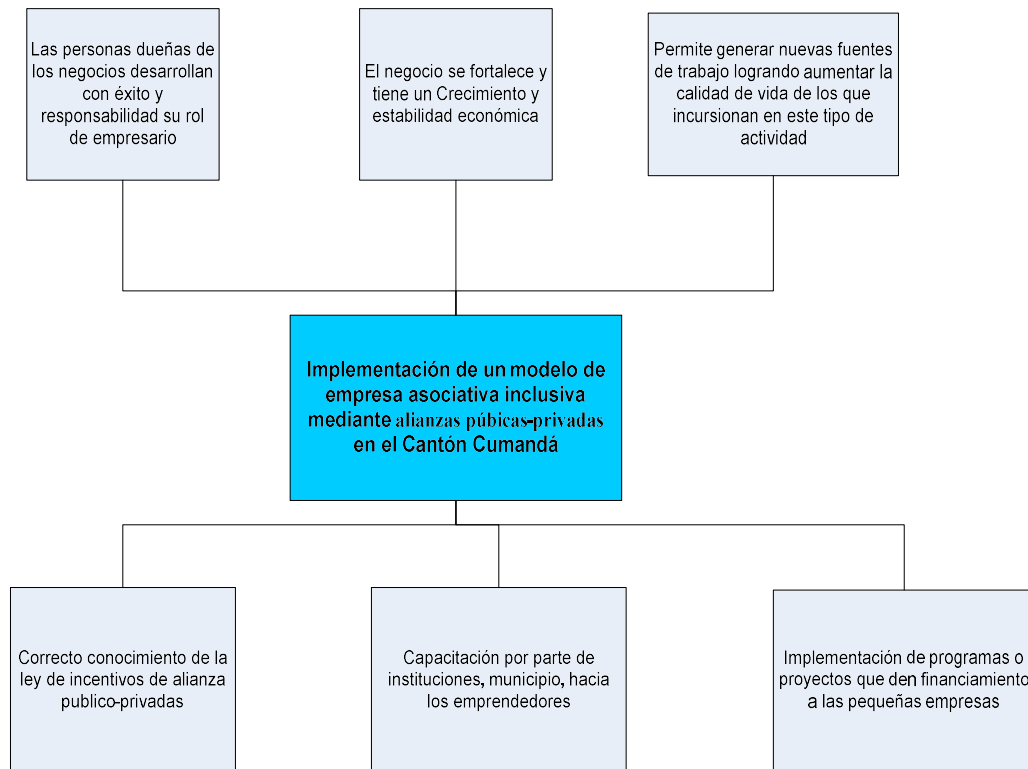 Las personas dueñas de
los negocios desarrollan
con éxito y
responsabilidad su rol
de empresario
El negocio se fortalece y
tiene un Crecimiento y
estabilidad económica
Permite generar nuevas fuentes
de trabajo logrando aumentar la
calidad de vida de los que
incursionan en este tipo de
actividad
Implementación de un modelo de
empresa asociativa inclusiva
mediante alianzas púbicas-privadas
en el Cantón Cumandá
Correcto conocimiento de la
ley de incentivos de alianza
publico-privadas
Capacitación por parte de
instituciones, municipio, hacia
los emprendedores
Implementación de programas o
proyectos que den financiamiento
a las pequeñas empresas